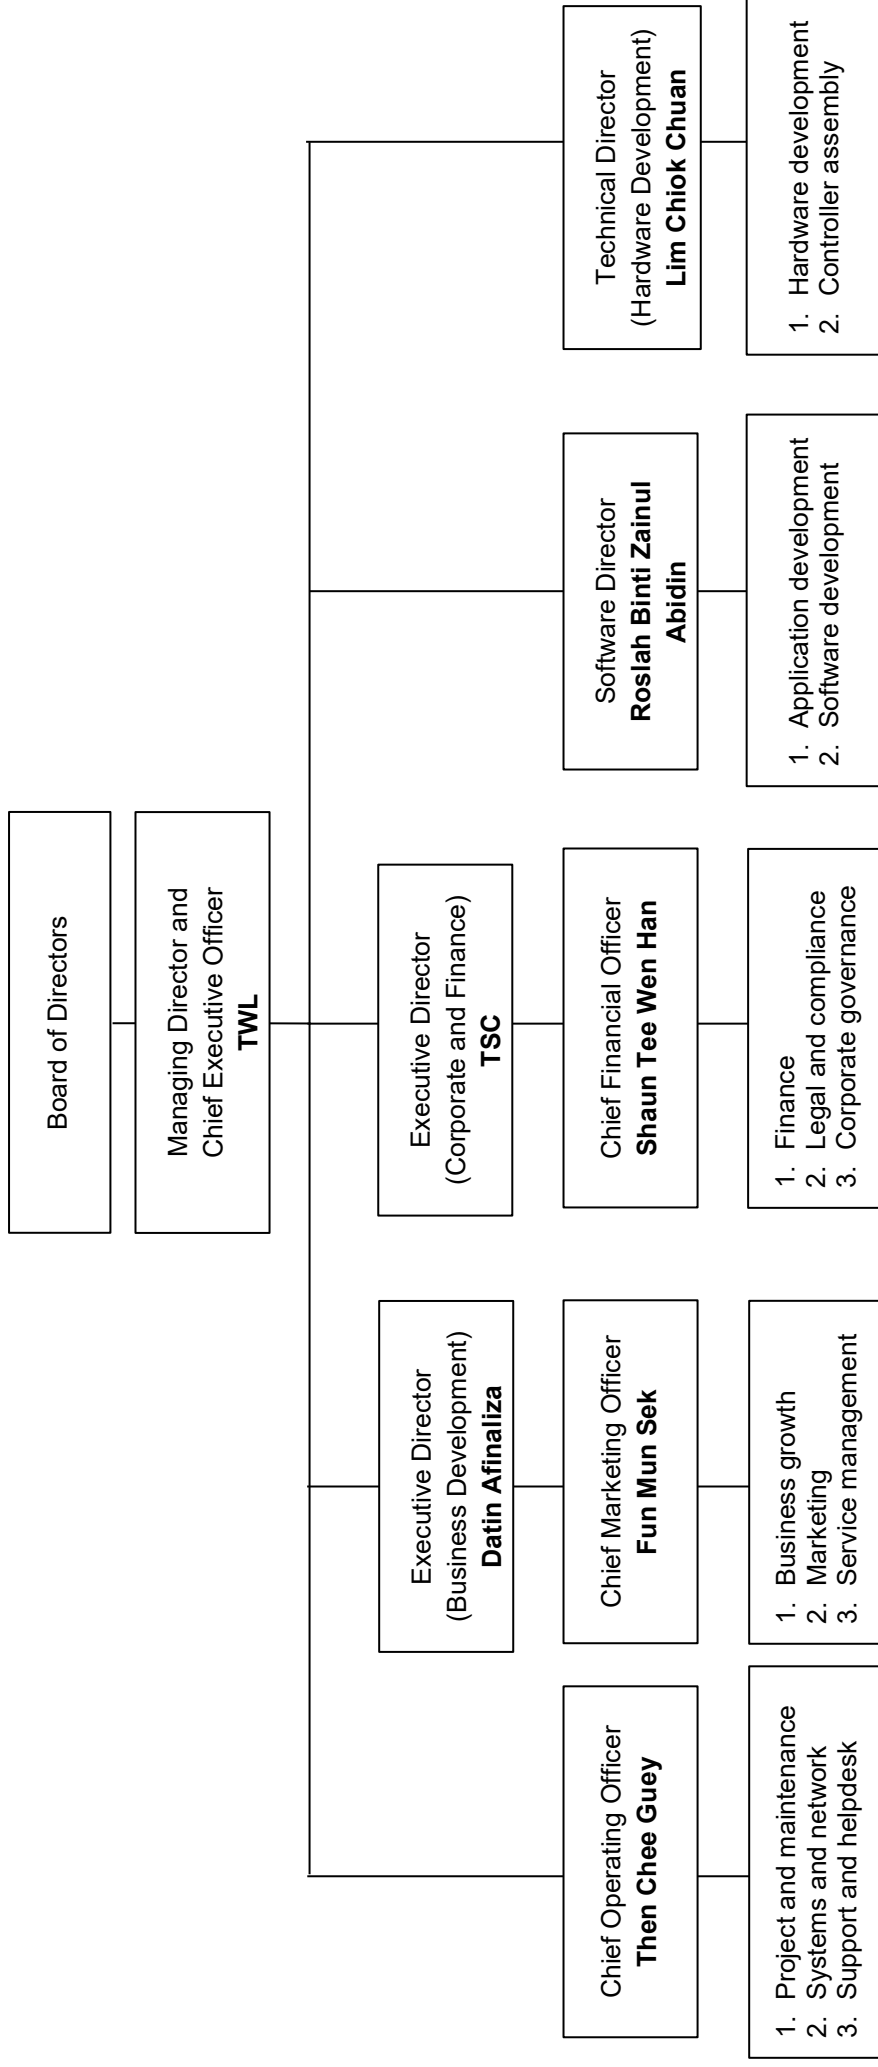 Board of Directors
Managing Director and
Chief Executive Officer
TWL
Executive Director
(Business Development)
Datin Afinaliza
Executive Director
(Corporate and Finance)
TSC
Chief Operating Officer
Then Chee Guey
Chief Marketing Officer
Fun Mun Sek
Chief Financial Officer
Shaun Tee Wen Han
Software Director
Roslah Binti Zainul
Abidin
Technical Director
(Hardware Development)
Lim Chiok Chuan
1. Project and maintenance
2. Systems and network
3. Support and helpdesk
1. Business growth
2. Marketing
3. Service management
1. Finance
2. Legal and compliance
3. Corporate governance
1. Application development
2. Software development
1. Hardware development
2. Controller assembly